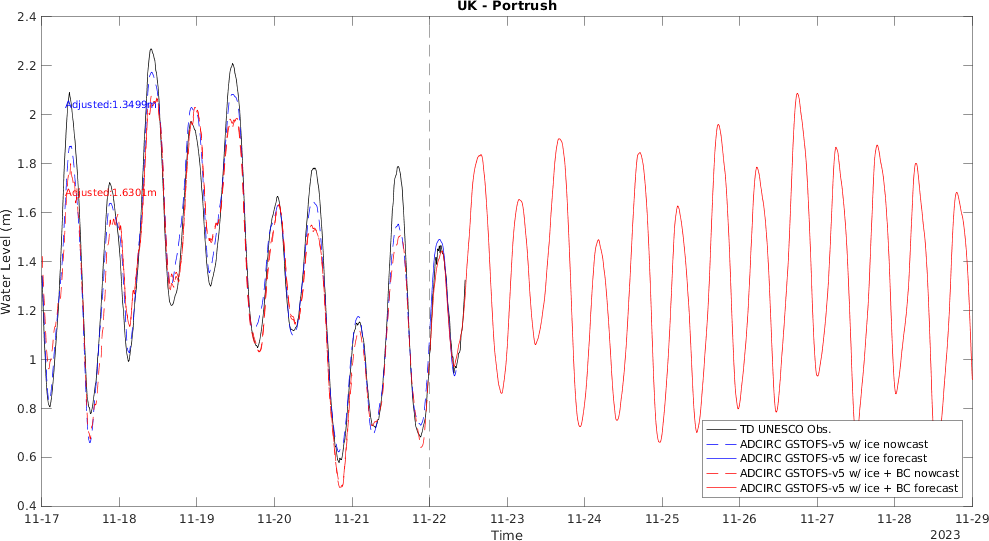 UK - Portrush
2.4
2.2
2
1.8
1.6
1.4
1.2
1
0.8
0.6
0.4
Water Level (m)
Adjusted:1.3499m
Adjusted:1.6301m
TD UNESCO Obs.
ADCIRC GSTOFS-v5 w/ ice nowcast
ADCIRC GSTOFS-v5 w/ ice forecast
ADCIRC GSTOFS-v5 w/ ice + BC nowcast
ADCIRC GSTOFS-v5 w/ ice + BC forecast
11-17 11-18 11-19 11-20 11-21 11-22 11-23 11-24 11-25 11-26 11-27 11-28 11-29
Time
2023